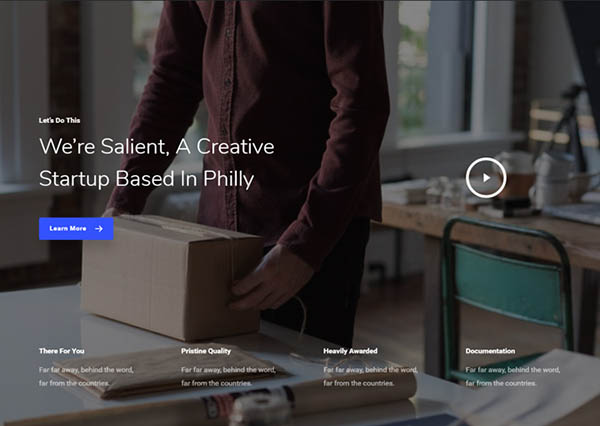 Let's Do This
We're Salient, A Creative
Startup Based In Philly
Learn More
There For You
Far far away, behind the word,
far from the countries.
Pristine Quality
Far far away, behind the word,
far from the countries.
Heavily Awarded
Far far away, behind the word,
far from the countries.
Documentation
Far far away, behind the word,
far from the countries.